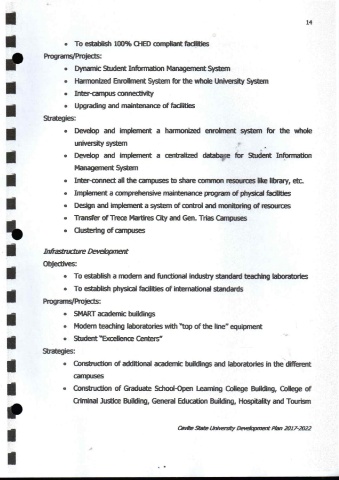 14
• To establish 100% CHED compliant facilities
Programs/Projects:
• Dynamic Student Information Management System
• Harmonized Enrollment System for the whole University System
• Inter-campus connectivity
• Upgrading and maintenance of facilities
Strategies:
• Develop and implement a harmonized enrolment system for the whole
university system
• Develop and implement a centralized database for Student Information
Management System
• Inter-connect all the campuses to share common resources like library, etc.
• Implement a comprehensive maintenance program of physical facilities
• Design and implement a system of control and monitoring of resources
• Transfer of Trece Martires City and Gen. Trias Campuses
• Clustering of campuses
Infrastructure Development
Objectives:
• To establish a modern and functional industry standard teaching laboratories
• To establish physical facilities of international standards
Programs/Projects:
• SMART academic buildings
• Modern teaching laboratories with "top of the line" equipment
• Student "Excellence Centers"
Strategies:
• Construction of additional academic buildings and laboratories in the different
campuses
• Construction of Graduate School-Open Learning College Building, College of
Criminal Justice Building, General Education Building, Hospitality and Tourism
Cavite State University Development Plan 2017-2022